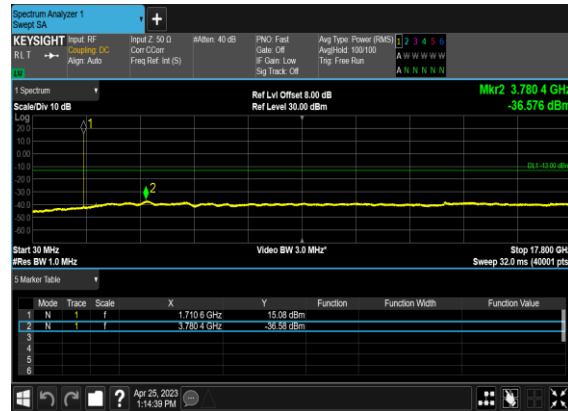 Spectrum Analyzer 1
Swept SA
+
KEYSIGHT Input: RF Input Z: 50 Ω #Atten: 40 dB PNO: Fast Avg Type: Power (RMS) 1 2 3 4 5 6
RLT Coupling: DC Corr CCorr Gate: Off Avg|Hold: 100/100 A W W W W W
Align: Auto Freq Ref: Int (S) IF Gain: Low Trig: Free Run
Sig Track: Off A N N N N N
1 Spectrum Ref Lvl Offset 8.00 dB Mkr2 3.780 4 GHz
Scale/Div 10 dB Ref Level 30.00 dBm -36.576 dBm
Log
1
20.0
10.0
0.00
-10.0 DL1 -13.00 dBm
-20.0
-30.0 2
-40.0
-50.0
-60.0
Start 30 MHz Video BW 3.0 MHz* Stop 17.800 GHz
#Res BW 1.0 MHz Sweep 32.0 ms (40001 pts)
5 Marker Table
Mode Trace Scale X Y Function Function Width Function Value
1 N 1 f 1.710 6 GHz 15.08 dBm
2 N 1 f 3.780 4 GHz -36.58 dBm
3
4
5
6
? Apr 25, 2023
1:14:39 PM